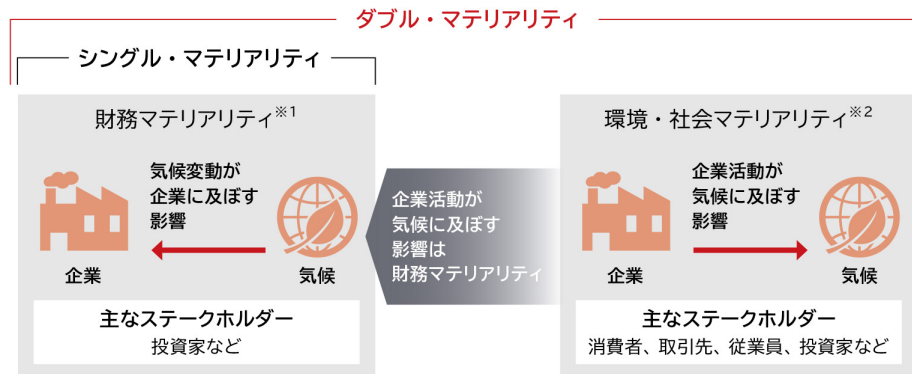 ダブル・マテリアリティ
シングル・マテリアリティ
財務マテリアリティ※1
気候変動が
企業に及ぼす
影響
企業
気候
主なステークホルダー
投資家など
企業活動が
気候に及ぼす
影響は
財務マテリアリティ
環境・社会マテリアリティ※2
企業活動が
気候に及ぼす
影響
企業
気候
主なステークホルダー
消費者、取引先、従業員、投資家など